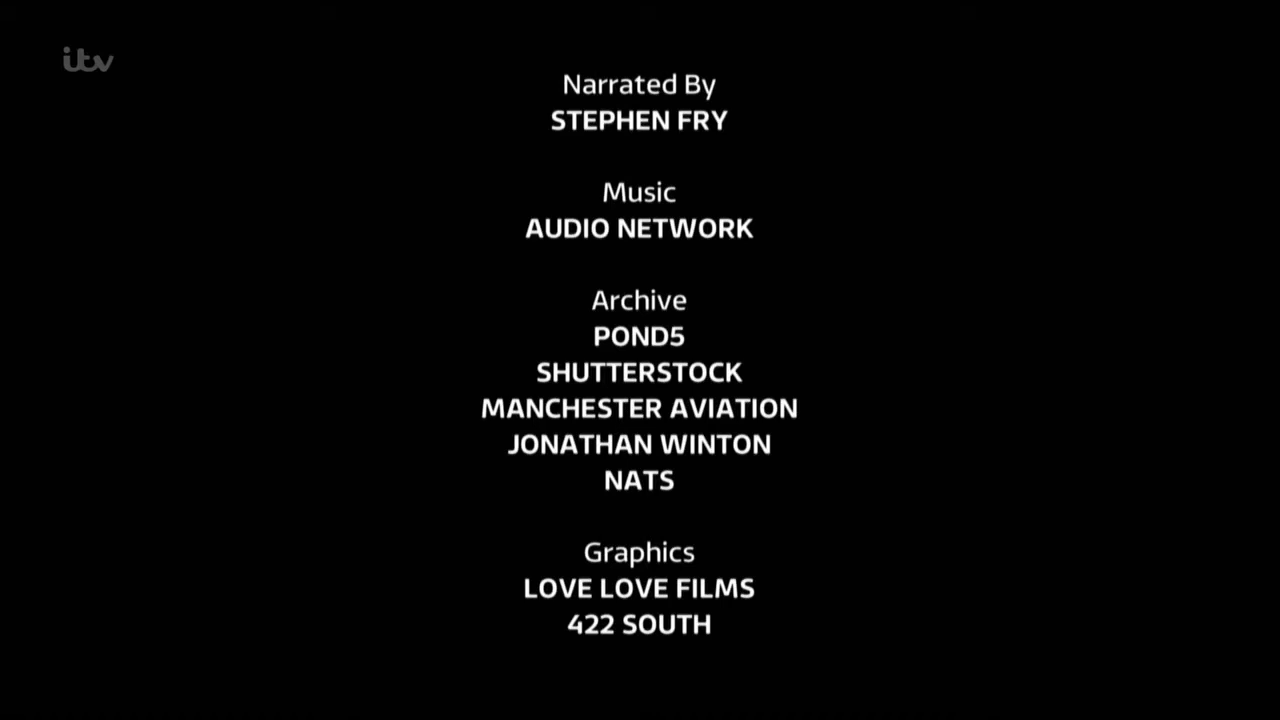 itv
Narrated By
STEPHEN FRY
Music
AUDIO NETWORK
Archive
POND5
SHUTTERSTOCK
MANCHESTER AVIATION
JONATHAN WINTON
NATS
Graphics
LOVE LOVE FILMS
422 SOUTH